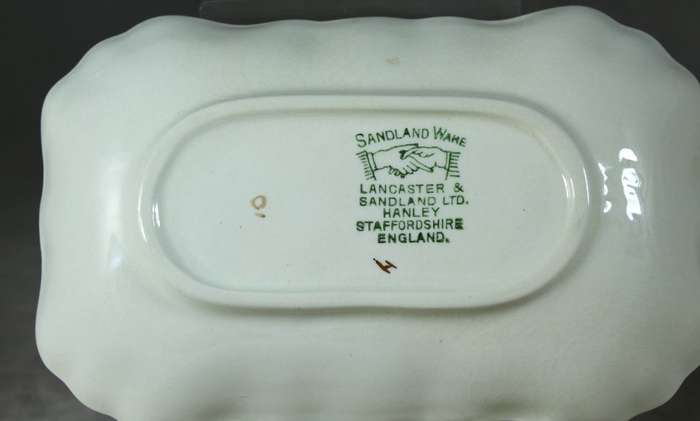 SANDLAND WARE
LANCASTER &
SANDLAND LTD.
HANLEY
STAFFORDSHIRE
ENGLAND.
H